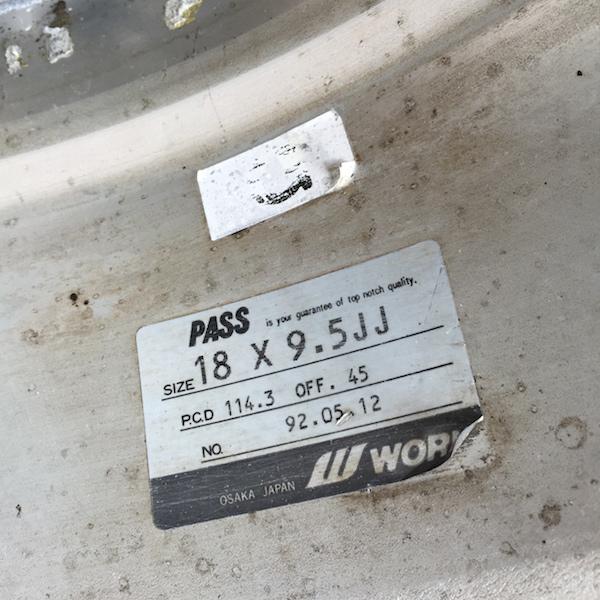 PASS is your guarantee of top notch quality.
SIZE 18 X 9.5JJ
P.C.D 114.3 OFF. 45
NO. 92.05.12
OSAKA JAPAN WORK